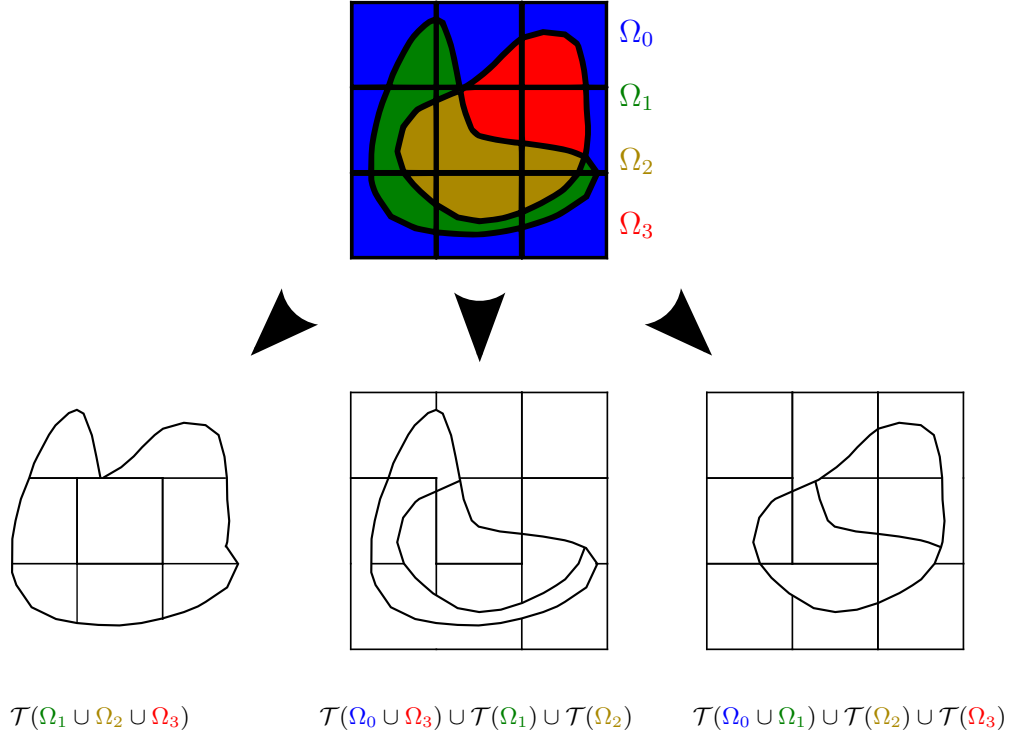 Ω₀
Ω₁
Ω₂
Ω₃
𝒯(Ω₁ ∪ Ω₂ ∪ Ω₃)
𝒯(Ω₀ ∪ Ω₃) ∪ 𝒯(Ω₁) ∪ 𝒯(Ω₂)
𝒯(Ω₀ ∪ Ω₁) ∪ 𝒯(Ω₂) ∪ 𝒯(Ω₃)